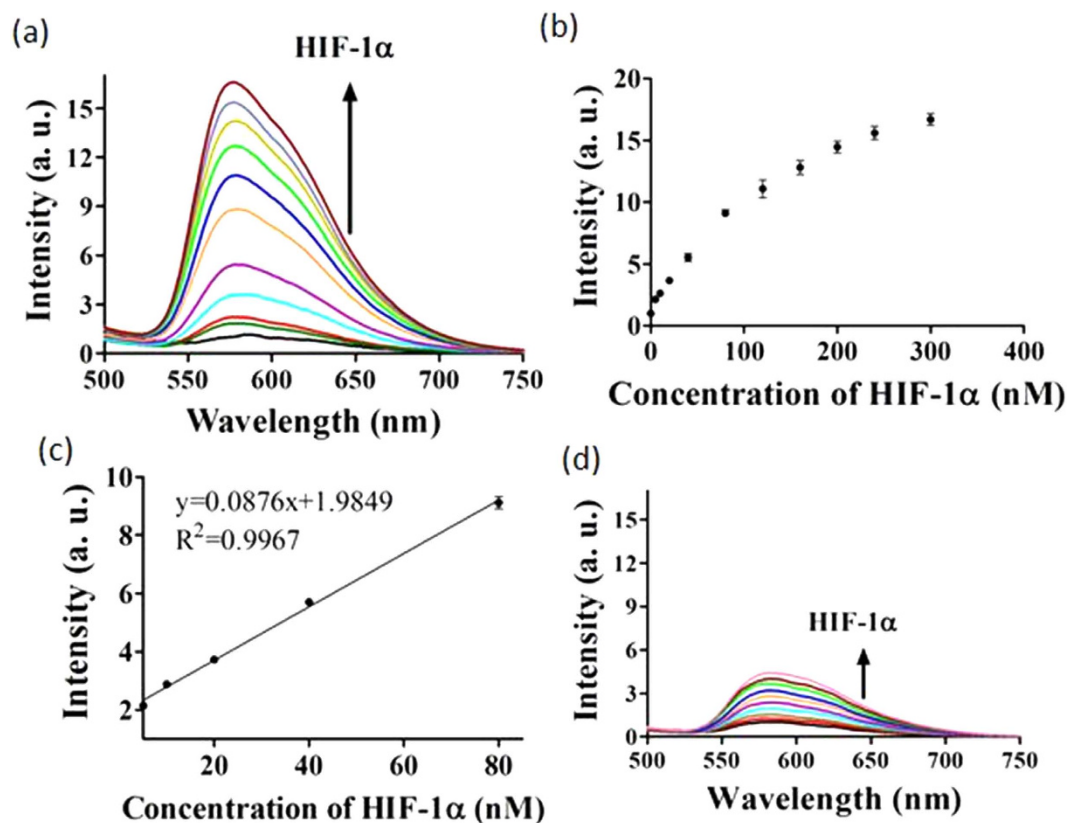 (a)
HIF-1α
Intensity (a. u.)
15
12
9
6
3
0
500
550
600
650
700
750
Wavelength (nm)
(b)
Intensity (a. u.)
20
15
10
5
0
0
100
200
300
400
Concentration of HIF-1α (nM)
(c)
Intensity (a. u.)
10
8
6
4
2
y=0.0876x+1.9849
R²=0.9967
20
40
60
80
Concentration of HIF-1α (nM)
(d)
Intensity (a. u.)
15
12
9
6
3
0
HIF-1α
500
550
600
650
700
750
Wavelength (nm)